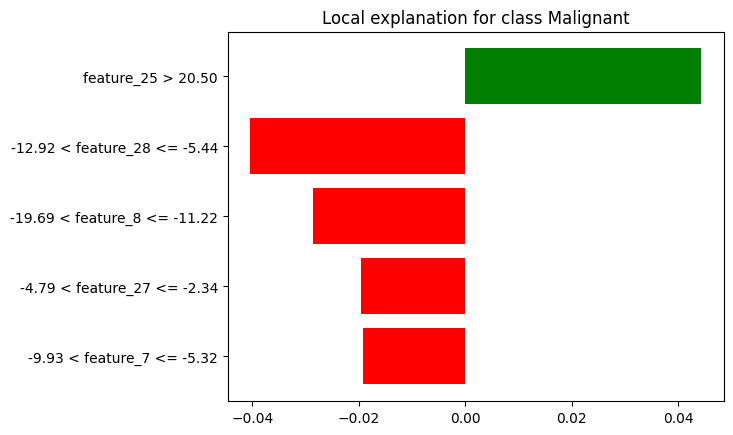 Local explanation for class Malignant
feature_25 > 20.50
-12.92 < feature_28 <= -5.44
-19.69 < feature_8 <= -11.22
-4.79 < feature_27 <= -2.34
-9.93 < feature_7 <= -5.32
−0.04 −0.02 0.00 0.02 0.04